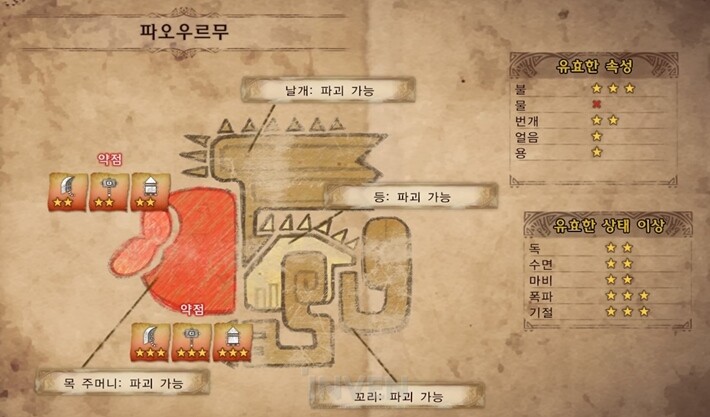 파오우르무
날개: 파괴 가능
유효한 속성
불
물
번개
얼음
용
약점
등: 파괴 가능
유효한 상태 이상
독
수면
마비
폭파
기절
약점
목 주머니: 파괴 가능
꼬리: 파괴 가능